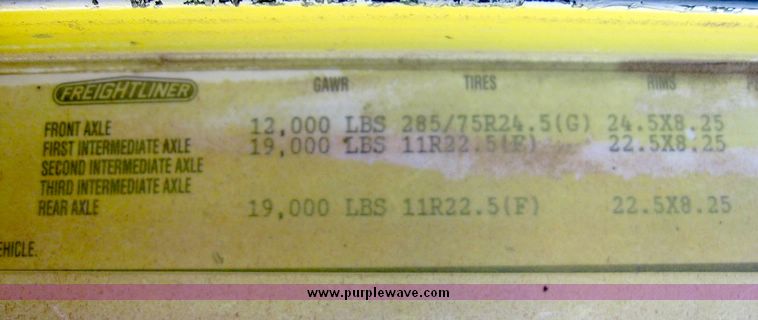 FREIGHTLINER GAWR TIRES RIMS
FRONT AXLE 12,000 LBS 285/75R24.5(G) 24.5X8.25
FIRST INTERMEDIATE AXLE 19,000 LBS 11R22.5(F) 22.5X8.25
SECOND INTERMEDIATE AXLE
THIRD INTERMEDIATE AXLE
REAR AXLE 19,000 LBS 11R22.5(F) 22.5X8.25
EHICLE.
www.purplewave.com